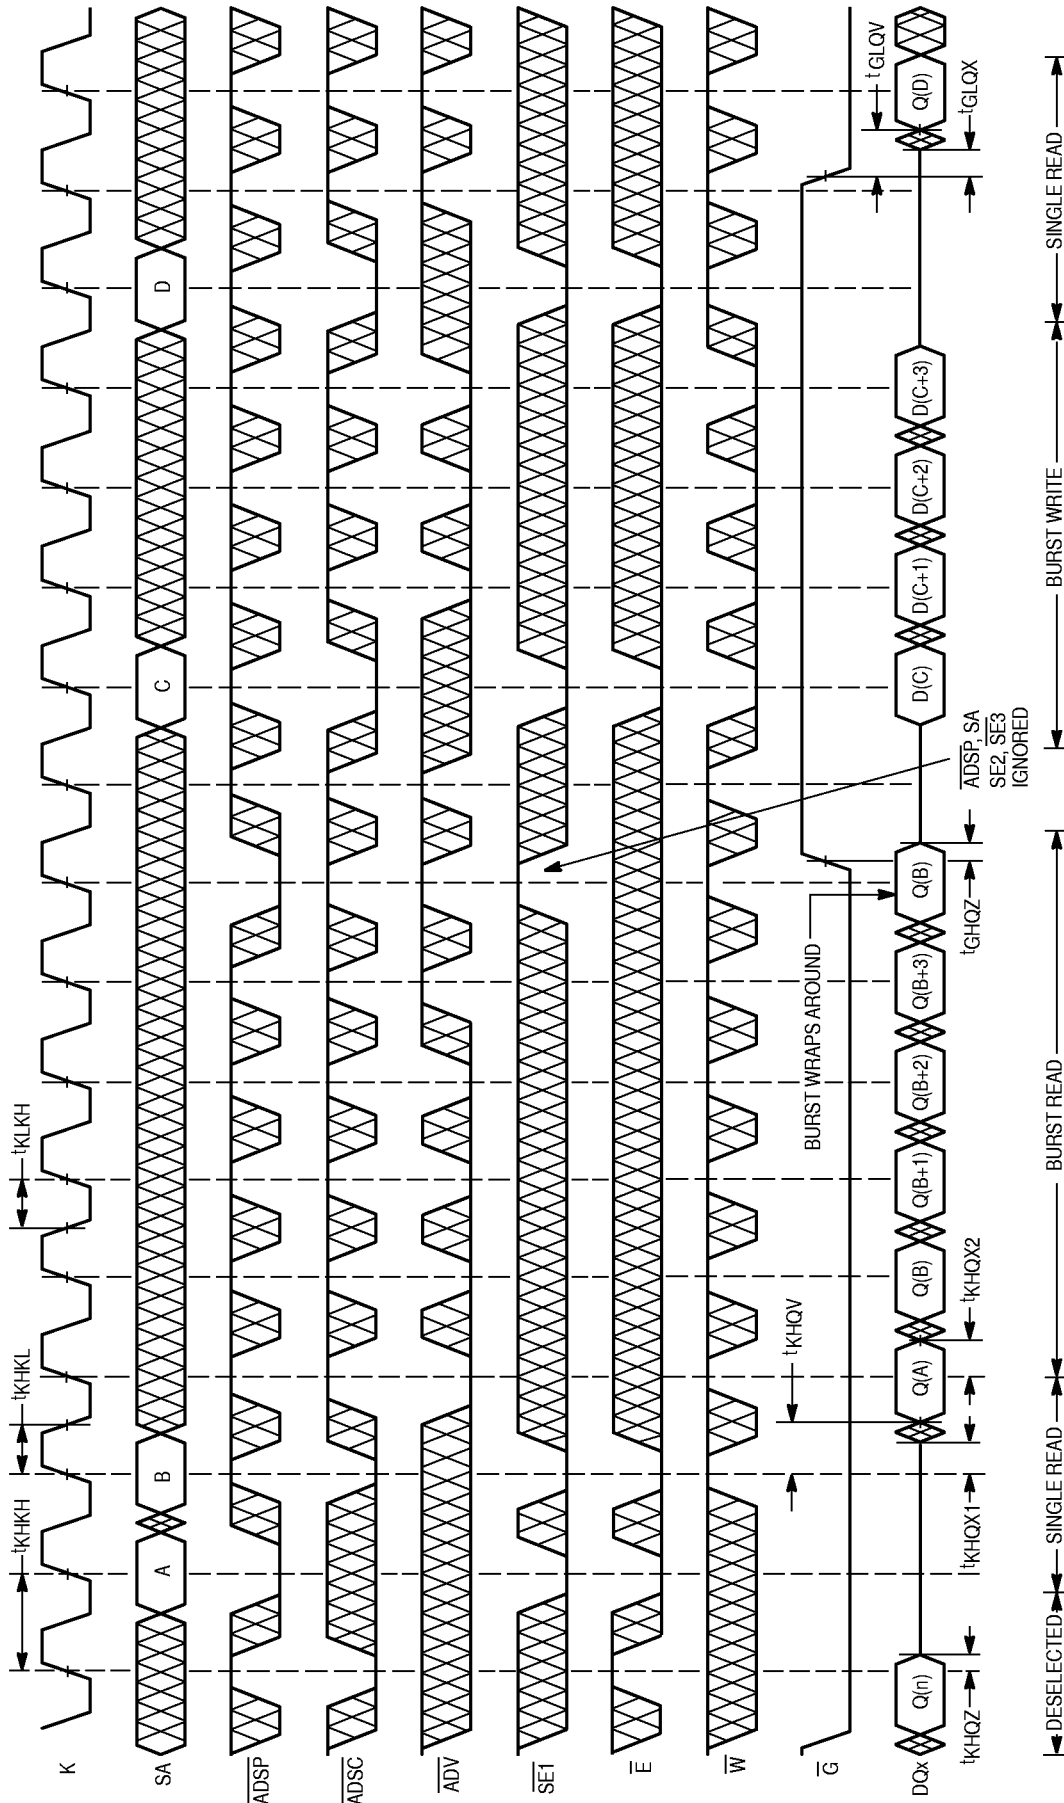 tKHKH
tKHKL
tKLKH
K
SA
A
B
C
D
ADSP
ADSC
ADV
SE1
E
W
G
tKHQV
BURST WRAPS AROUND
ADSP, SA
SE2, SE3
IGNORED
tGLQV
DQx
Q(n)
Q(A)
Q(B)
Q(B+1)
Q(B+2)
Q(B+3)
Q(B)
D(C)
D(C+1)
D(C+2)
D(C+3)
Q(D)
tKHQZ
tKHQX1
tKHQX2
tGHQZ
tGLQX
DESELECTED
SINGLE READ
BURST READ
BURST WRITE
SINGLE READ